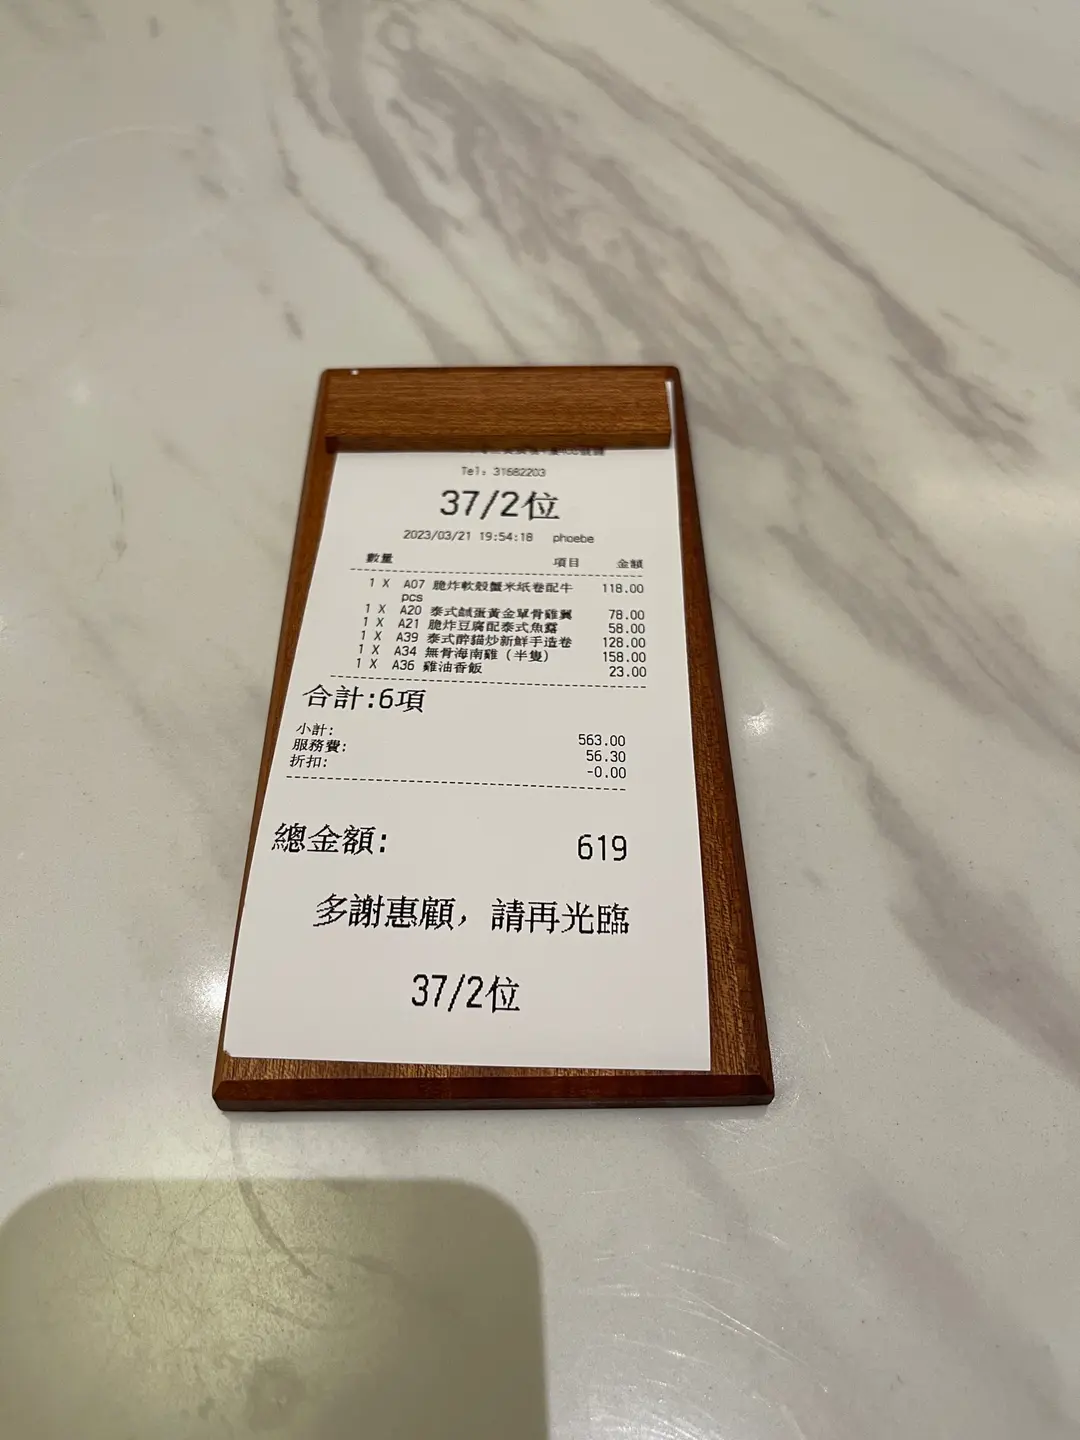 Tel: 31682203
37/2位
2023/03/21 19:54:18 phoebe
數量 項目 金額
1 X A07 脆炸軟殼蟹米紙卷配牛 118.00
pcs
1 X A20 泰式鹹蛋黃金單骨雞翼 78.00
1 X A21 脆炸豆腐配泰式魚露 58.00
1 X A39 泰式醉貓炒新鮮手造卷 128.00
1 X A34 無骨海南雞（半隻） 158.00
1 X A36 雞油香飯 23.00
合計:6項
小計: 563.00
服務費: 56.30
折扣: -0.00
總金額: 619
多謝惠顧，請再光臨
37/2位